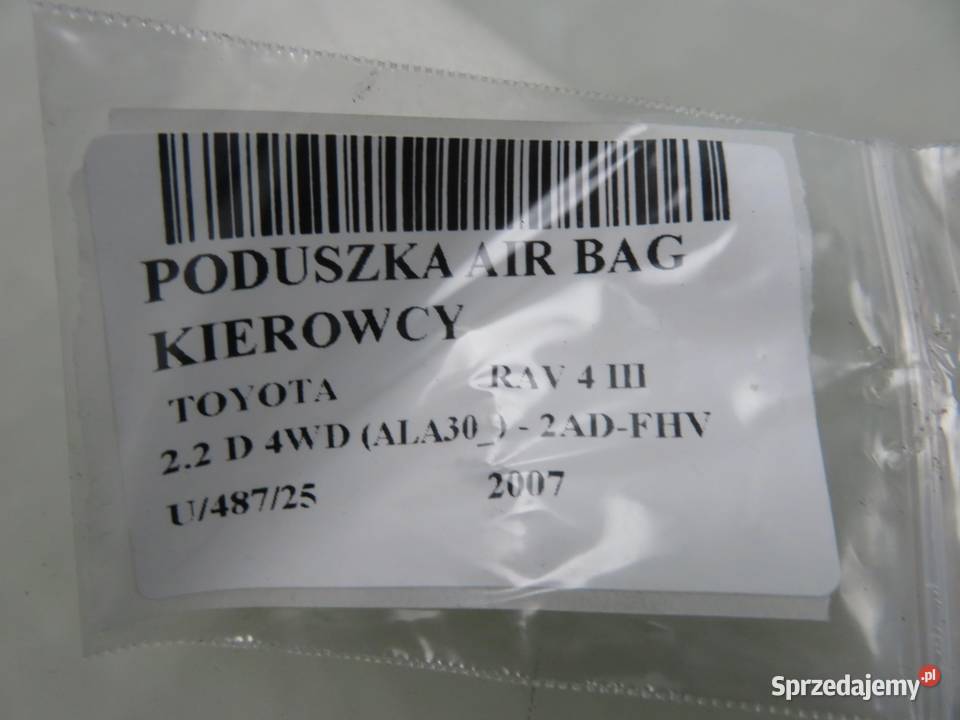 PODUSZKA AIR BAG
KIEROWCY
TOYOTA RAV 4 III
2.2 D 4WD (ALA30_) - 2AD-FHV
U/487/25 2007
Sprzedajemy.pl